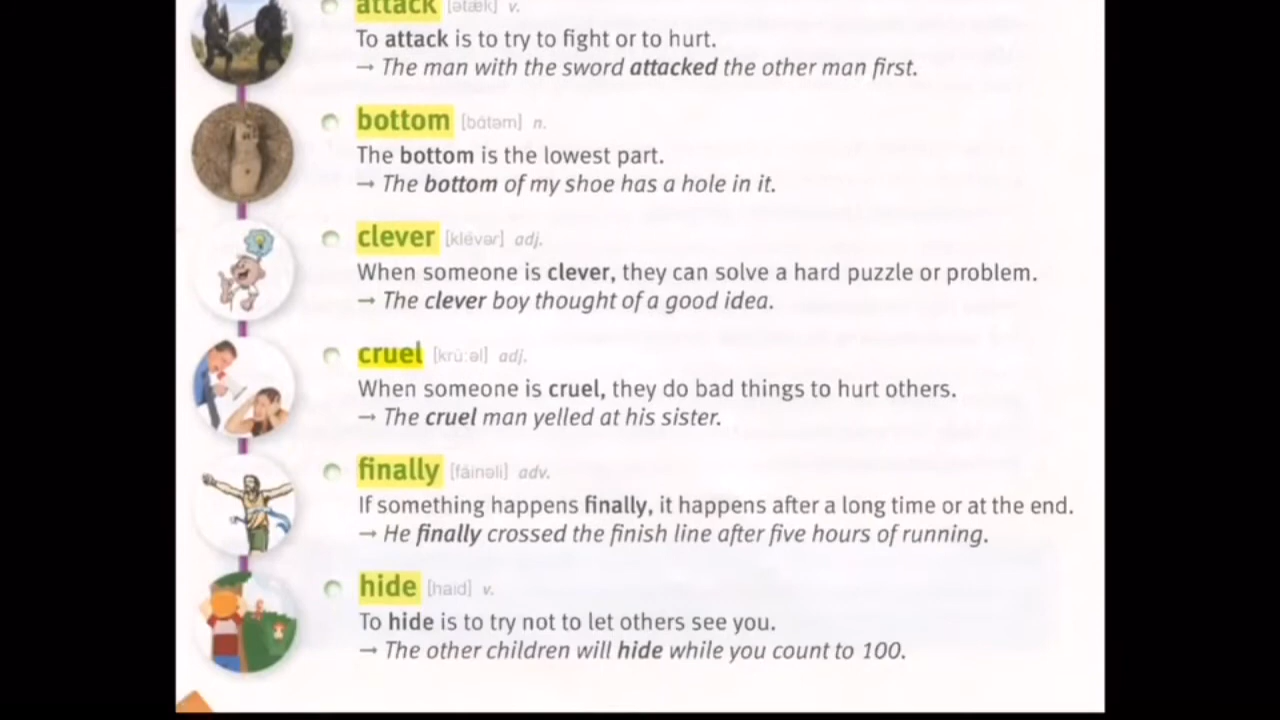 attack [ətæk] v.
To attack is to try to fight or to hurt.
→ The man with the sword attacked the other man first.
bottom [bátəm] n.
The bottom is the lowest part.
→ The bottom of my shoe has a hole in it.
clever [klévər] adj.
When someone is clever, they can solve a hard puzzle or problem.
→ The clever boy thought of a good idea.
cruel [krú:əl] adj.
When someone is cruel, they do bad things to hurt others.
→ The cruel man yelled at his sister.
finally [fáinəli] adv.
If something happens finally, it happens after a long time or at the end.
→ He finally crossed the finish line after five hours of running.
hide [haid] v.
To hide is to try not to let others see you.
→ The other children will hide while you count to 100.